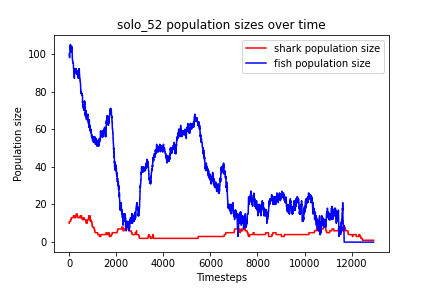 solo_52 population sizes over time
shark population size
fish population size
Population size
100
80
60
40
20
0
0 2000 4000 6000 8000 10000 12000
Timesteps